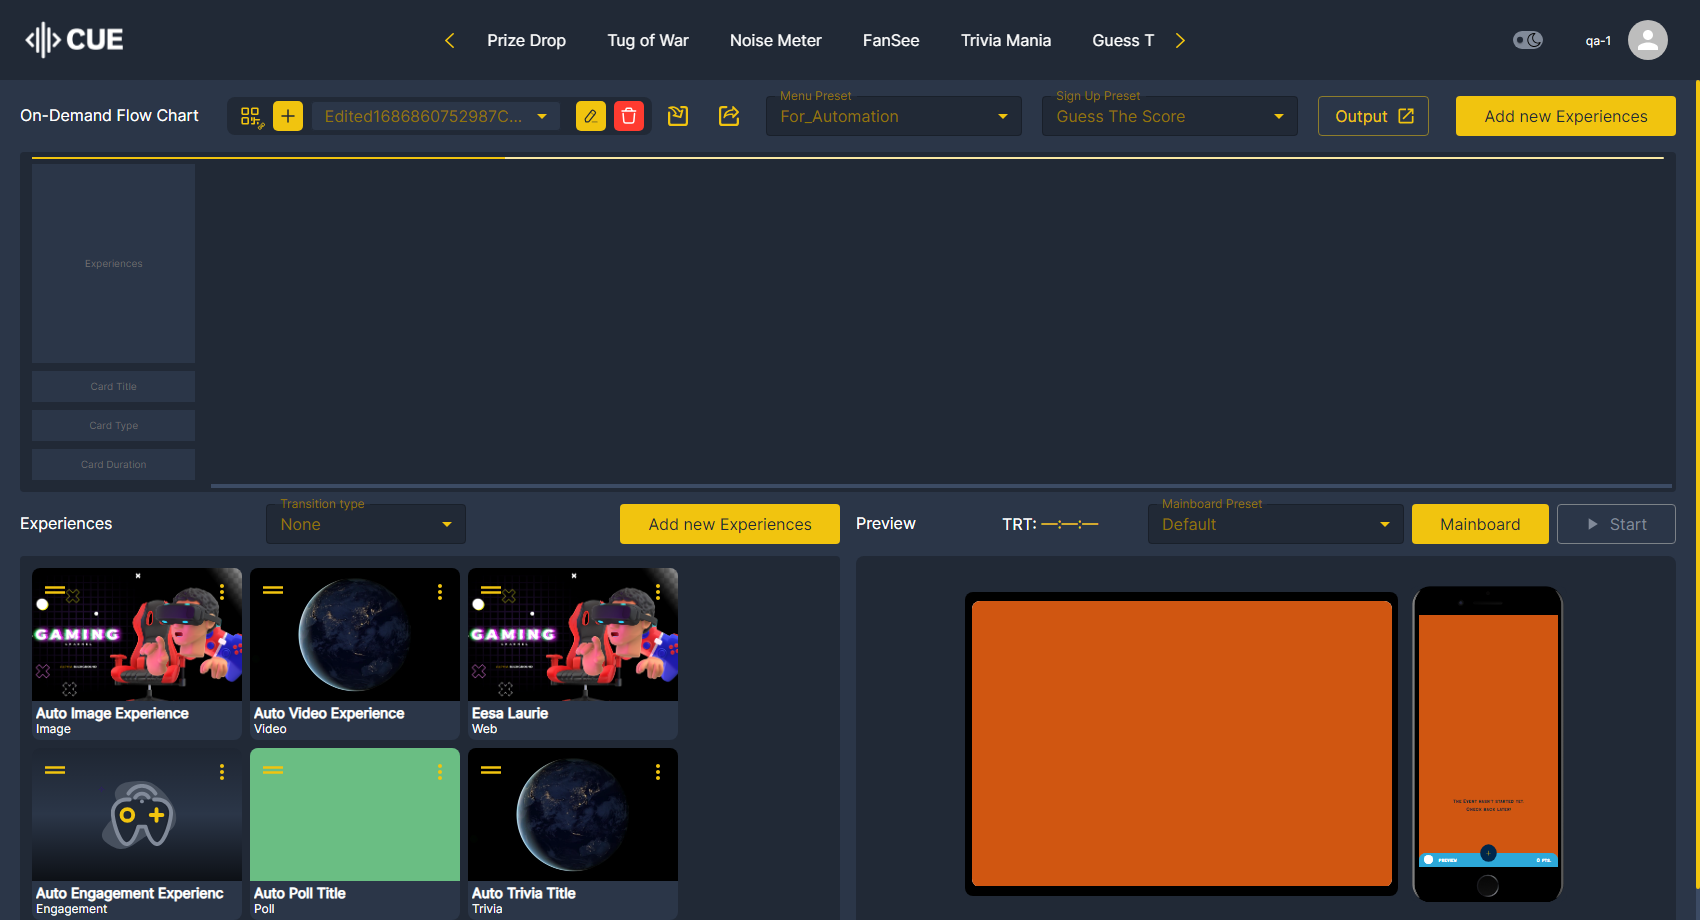 CUE
Prize Drop
Tug of War
Noise Meter
FanSee
Trivia Mania
Guess T
qa-1
On-Demand Flow Chart
Edited1686860752987C...
Menu Preset
For_Automation
Sign Up Preset
Guess The Score
Output
Add new Experiences
Experiences
Card Title
Card Type
Card Duration
Experiences
Transition type
None
Add new Experiences
Preview
TRT: —:—:—
Mainboard Preset
Default
Mainboard
Start
GAMING
GAMING
Auto Image Experience
Image
Auto Video Experience
Video
Eesa Laurie
Web
Auto Engagement Experienc
Engagement
Auto Poll Title
Poll
Auto Trivia Title
Trivia
The Event hasn't started yet.
Check back later!
PREVIEW
0 PTS.